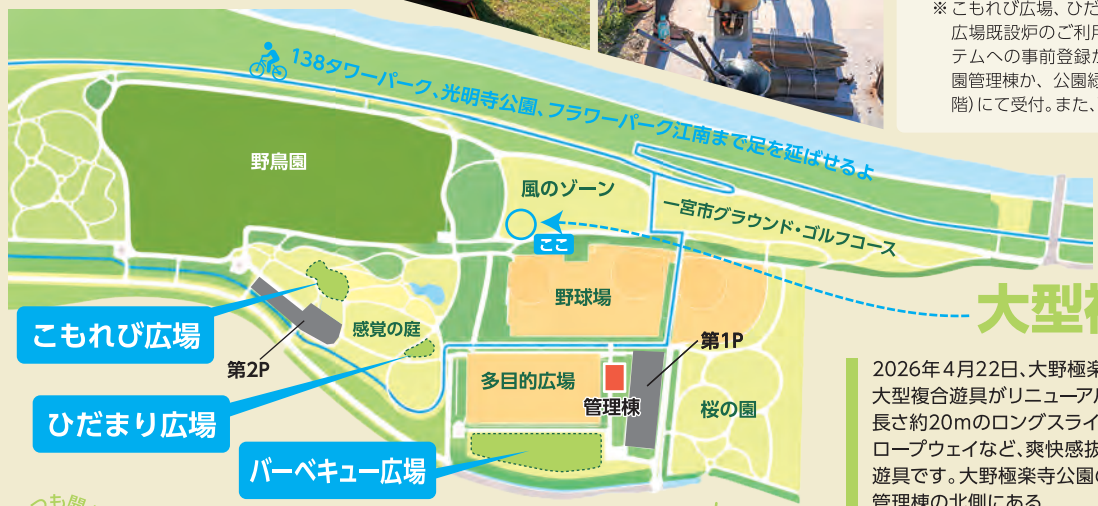 ※こもれび広場、ひだ
広場既設炉のご利用
テムへの事前登録が
園管理棟か、公園緑
階)にて受付。また、
138タワーパーク、光明寺公園、フラワーパーク江南まで足を延ばせるよ
野鳥園
風のゾーン
一宮市グラウンド・ゴルフコース
ここ
野球場
こもれび広場
感覚の庭
第2P
第1P
多目的広場
管理棟
桜の園
ひだまり広場
バーベキュー広場
大型複
2026年4月22日、大野極楽
大型複合遊具がリニューアル
長さ約20mのロングスライ
ロープウェイなど、爽快感抜
遊具です。大野極楽寺公園の
管理棟の北側にある